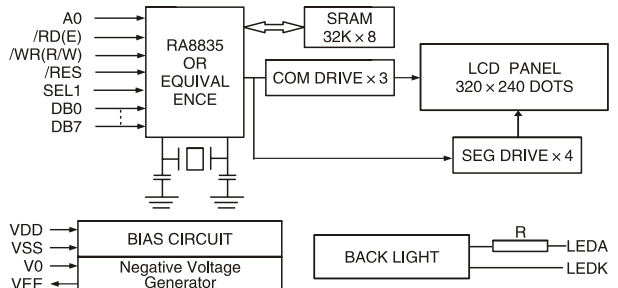 A0
/RD(E)
/WR(R/W)
/RES
SEL1
DB0
DB7
RA8835
OR
EQUIVAL
ENCE
SRAM
32K × 8
COM DRIVE × 3
LCD PANEL
320 × 240 DOTS
SEG DRIVE × 4
VDD
VSS
V0
VEE
BIAS CIRCUIT
Negative Voltage
Generator
BACK LIGHT
R
LEDA
LEDK